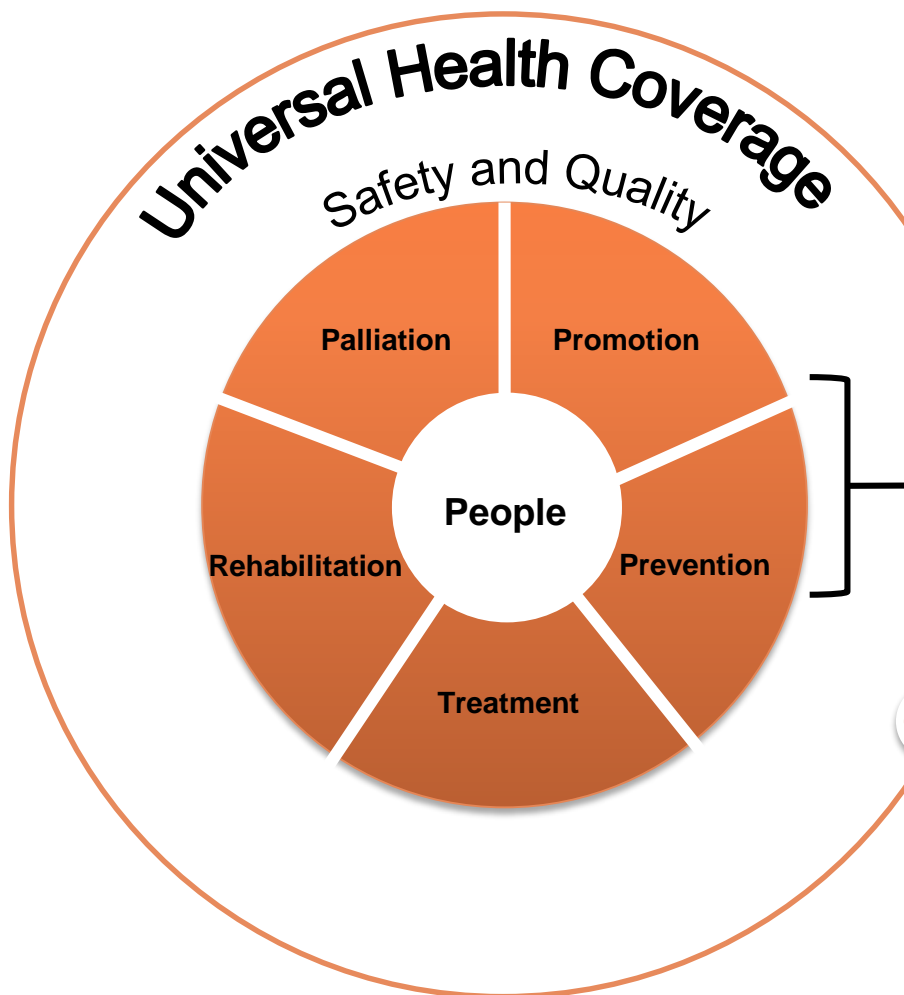 Universal Health Coverage
Safety and Quality
Palliation
Promotion
People
Rehabilitation
Prevention
Treatment